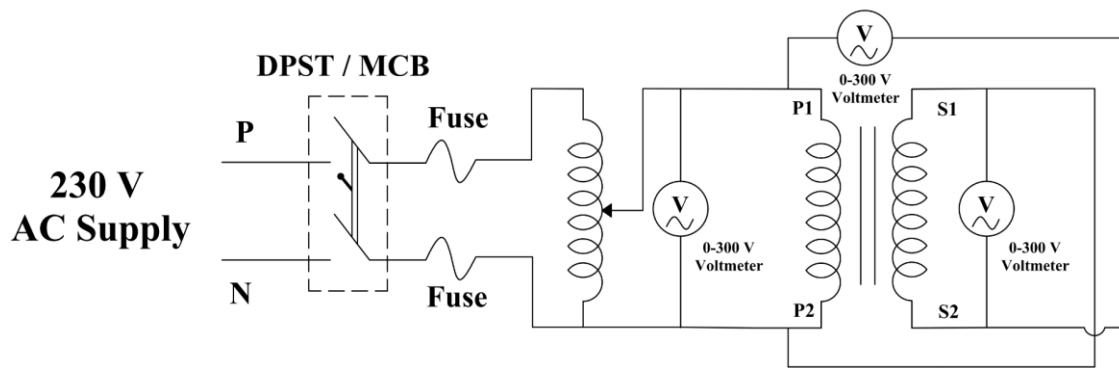 DPST / MCB
P
Fuse
230 V
AC Supply
N
Fuse
V
0-300 V
Voltmeter
V
0-300 V
Voltmeter
P1
P2
S1
S2
V
0-300 V
Voltmeter